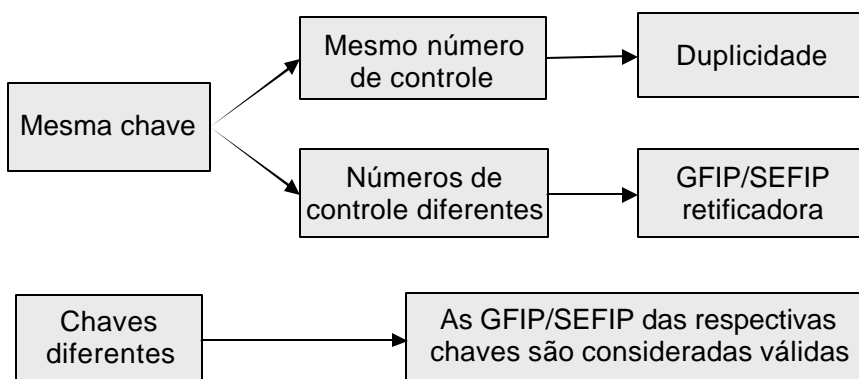 Mesma chave
Mesmo número
de controle
Duplicidade
Números de
controle diferentes
GFIP/SEFIP
retificadora
Chaves
diferentes
As GFIP/SEFIP das respectivas
chaves são consideradas válidas